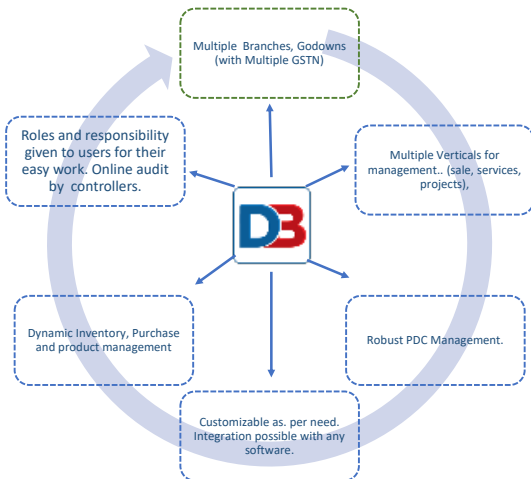 Multiple Branches, Godowns
(with Multiple GSTN)
Roles and responsibility
given to users for their
easy work. Online audit
by controllers.
Multiple Verticals for
management.. (sale, services,
projects),
D3
Dynamic Inventory, Purchase
and product management
Robust PDC Management.
Customizable as. per need.
Integration possible with any
software.